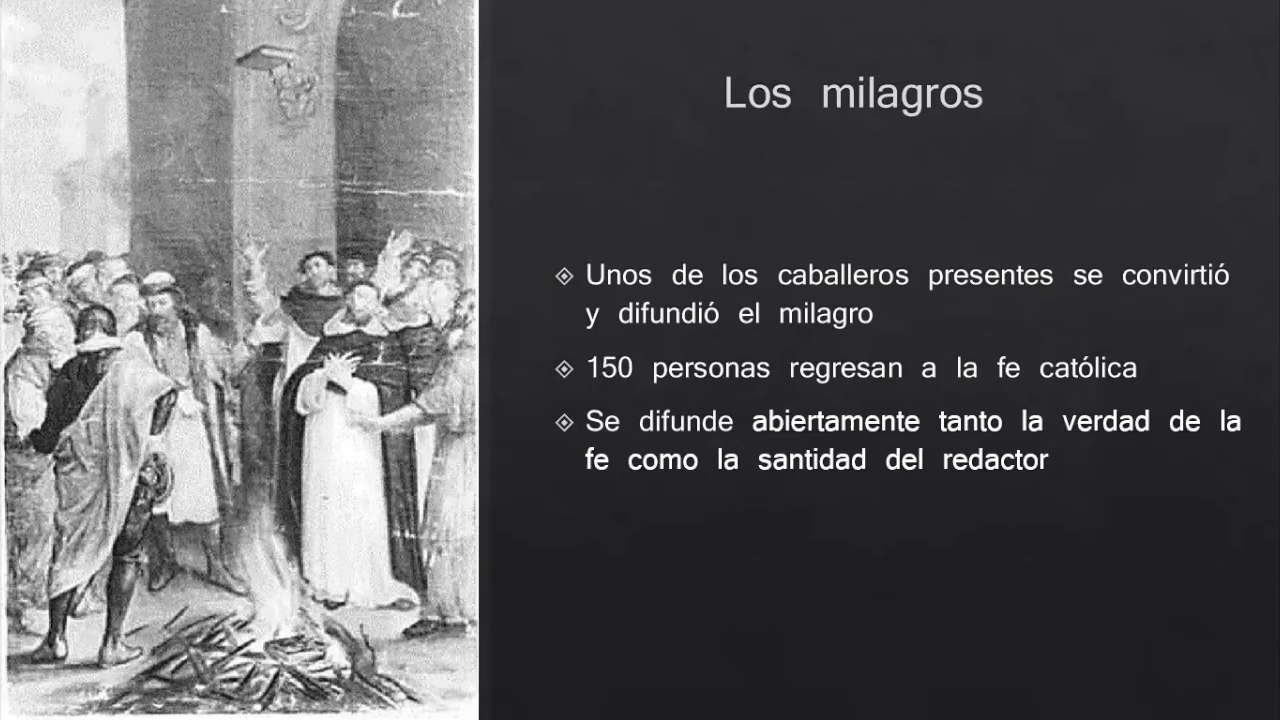 Los milagros
Unos de los caballeros presentes se convirtió
y difundió el milagro
150 personas regresan a la fe católica
Se difunde abiertamente tanto la verdad de la
fe como la santidad del redactor